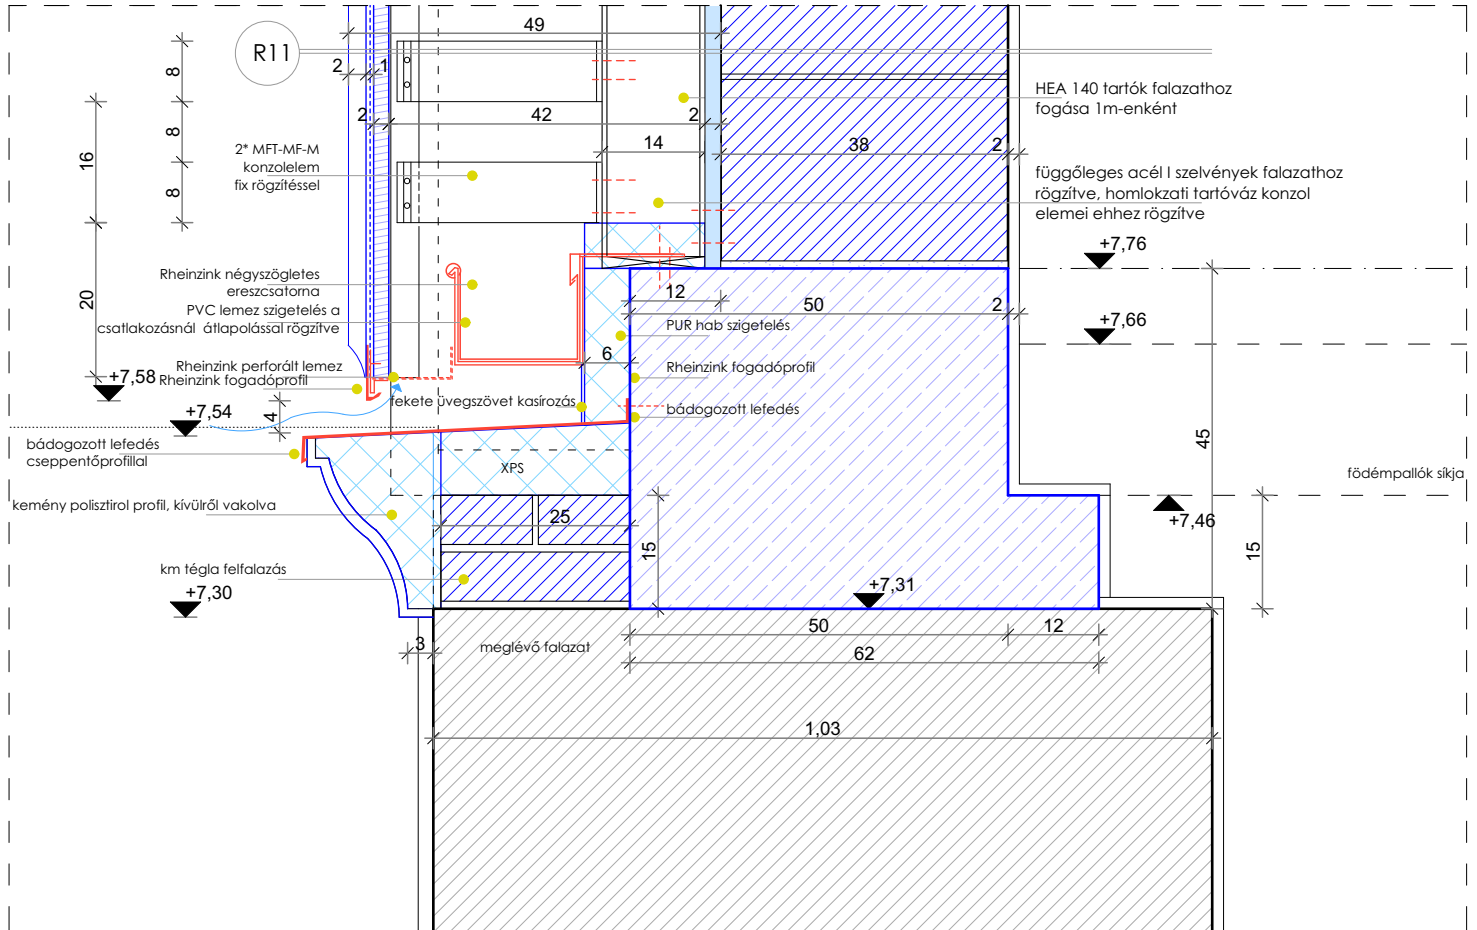 49
R11
2
1
8
HEA 140 tartók falazathoz
fogása 1m-enként
2
42
2
8
38
2
14
16
2* MFT-MF-M
konzolelem
fix rögzítéssel
8
függőleges acél I szelvények falazathoz
rögzítve, homlokzati tartóváz konzol
elemei ehhez rögzítve
+7,76
Rheinzink négyszögletes
ereszcsatorna
20
12
50
2
PVC lemez szigetelés a
csatlakozásnál átlapolással rögzítve
PUR hab szigetelés
+7,66
6
Rheinzink perforált lemez
Rheinzink fogadóprofil
Rheinzink fogadóprofil
+7,58
fekete üvegszövet kasírozás
bádogozott lefedés
+7,54
4
45
bádogozott lefedés
cseppentőprofillal
XPS
födémpallók síkja
kemény polisztirol profil, kívülről vakolva
25
+7,46
15
15
km tégla felfalazás
+7,31
+7,30
50
12
3
meglévő falazat
62
1,03